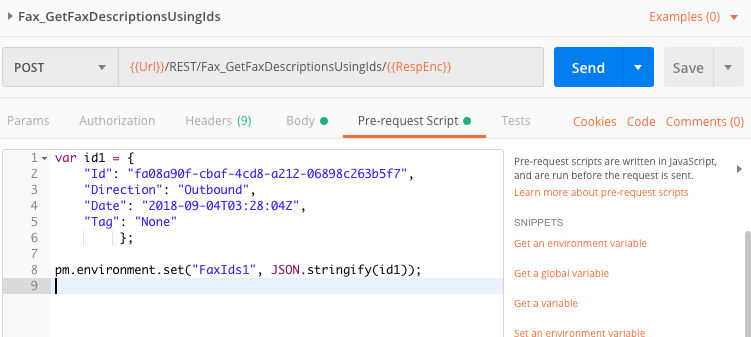 Fax_GetFaxDescriptionsUsingIds
Examples (0)
POST
{{Url}}/REST/Fax_GetFaxDescriptionsUsingIds/{{RespEnc}}
Send
Save
Params
Authorization
Headers (9)
Body
Pre-request Script
Tests
Cookies
Code
Comments (0)
1 var id1 = {
2 "Id": "fa08a90f-cbaf-4cd8-a212-06898c263b5f7",
3 "Direction": "Outbound",
4 "Date": "2018-09-04T03:28:04Z",
5 "Tag": "None"
6 };
7
8 pm.environment.set("FaxIds1", JSON.stringify(id1));
9
Pre-request scripts are written in JavaScript,
and are run before the request is sent.
Learn more about pre-request scripts
SNIPPETS
Get an environment variable
Get a global variable
Get a variable
Set an environment variable